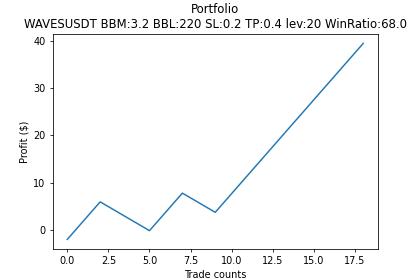 Portfolio
WAVESUSDT BBM:3.2 BBL:220 SL:0.2 TP:0.4 lev:20 WinRatio:68.0
40
30
20
10
0
Profit ($)
0.0 2.5 5.0 7.5 10.0 12.5 15.0 17.5
Trade counts